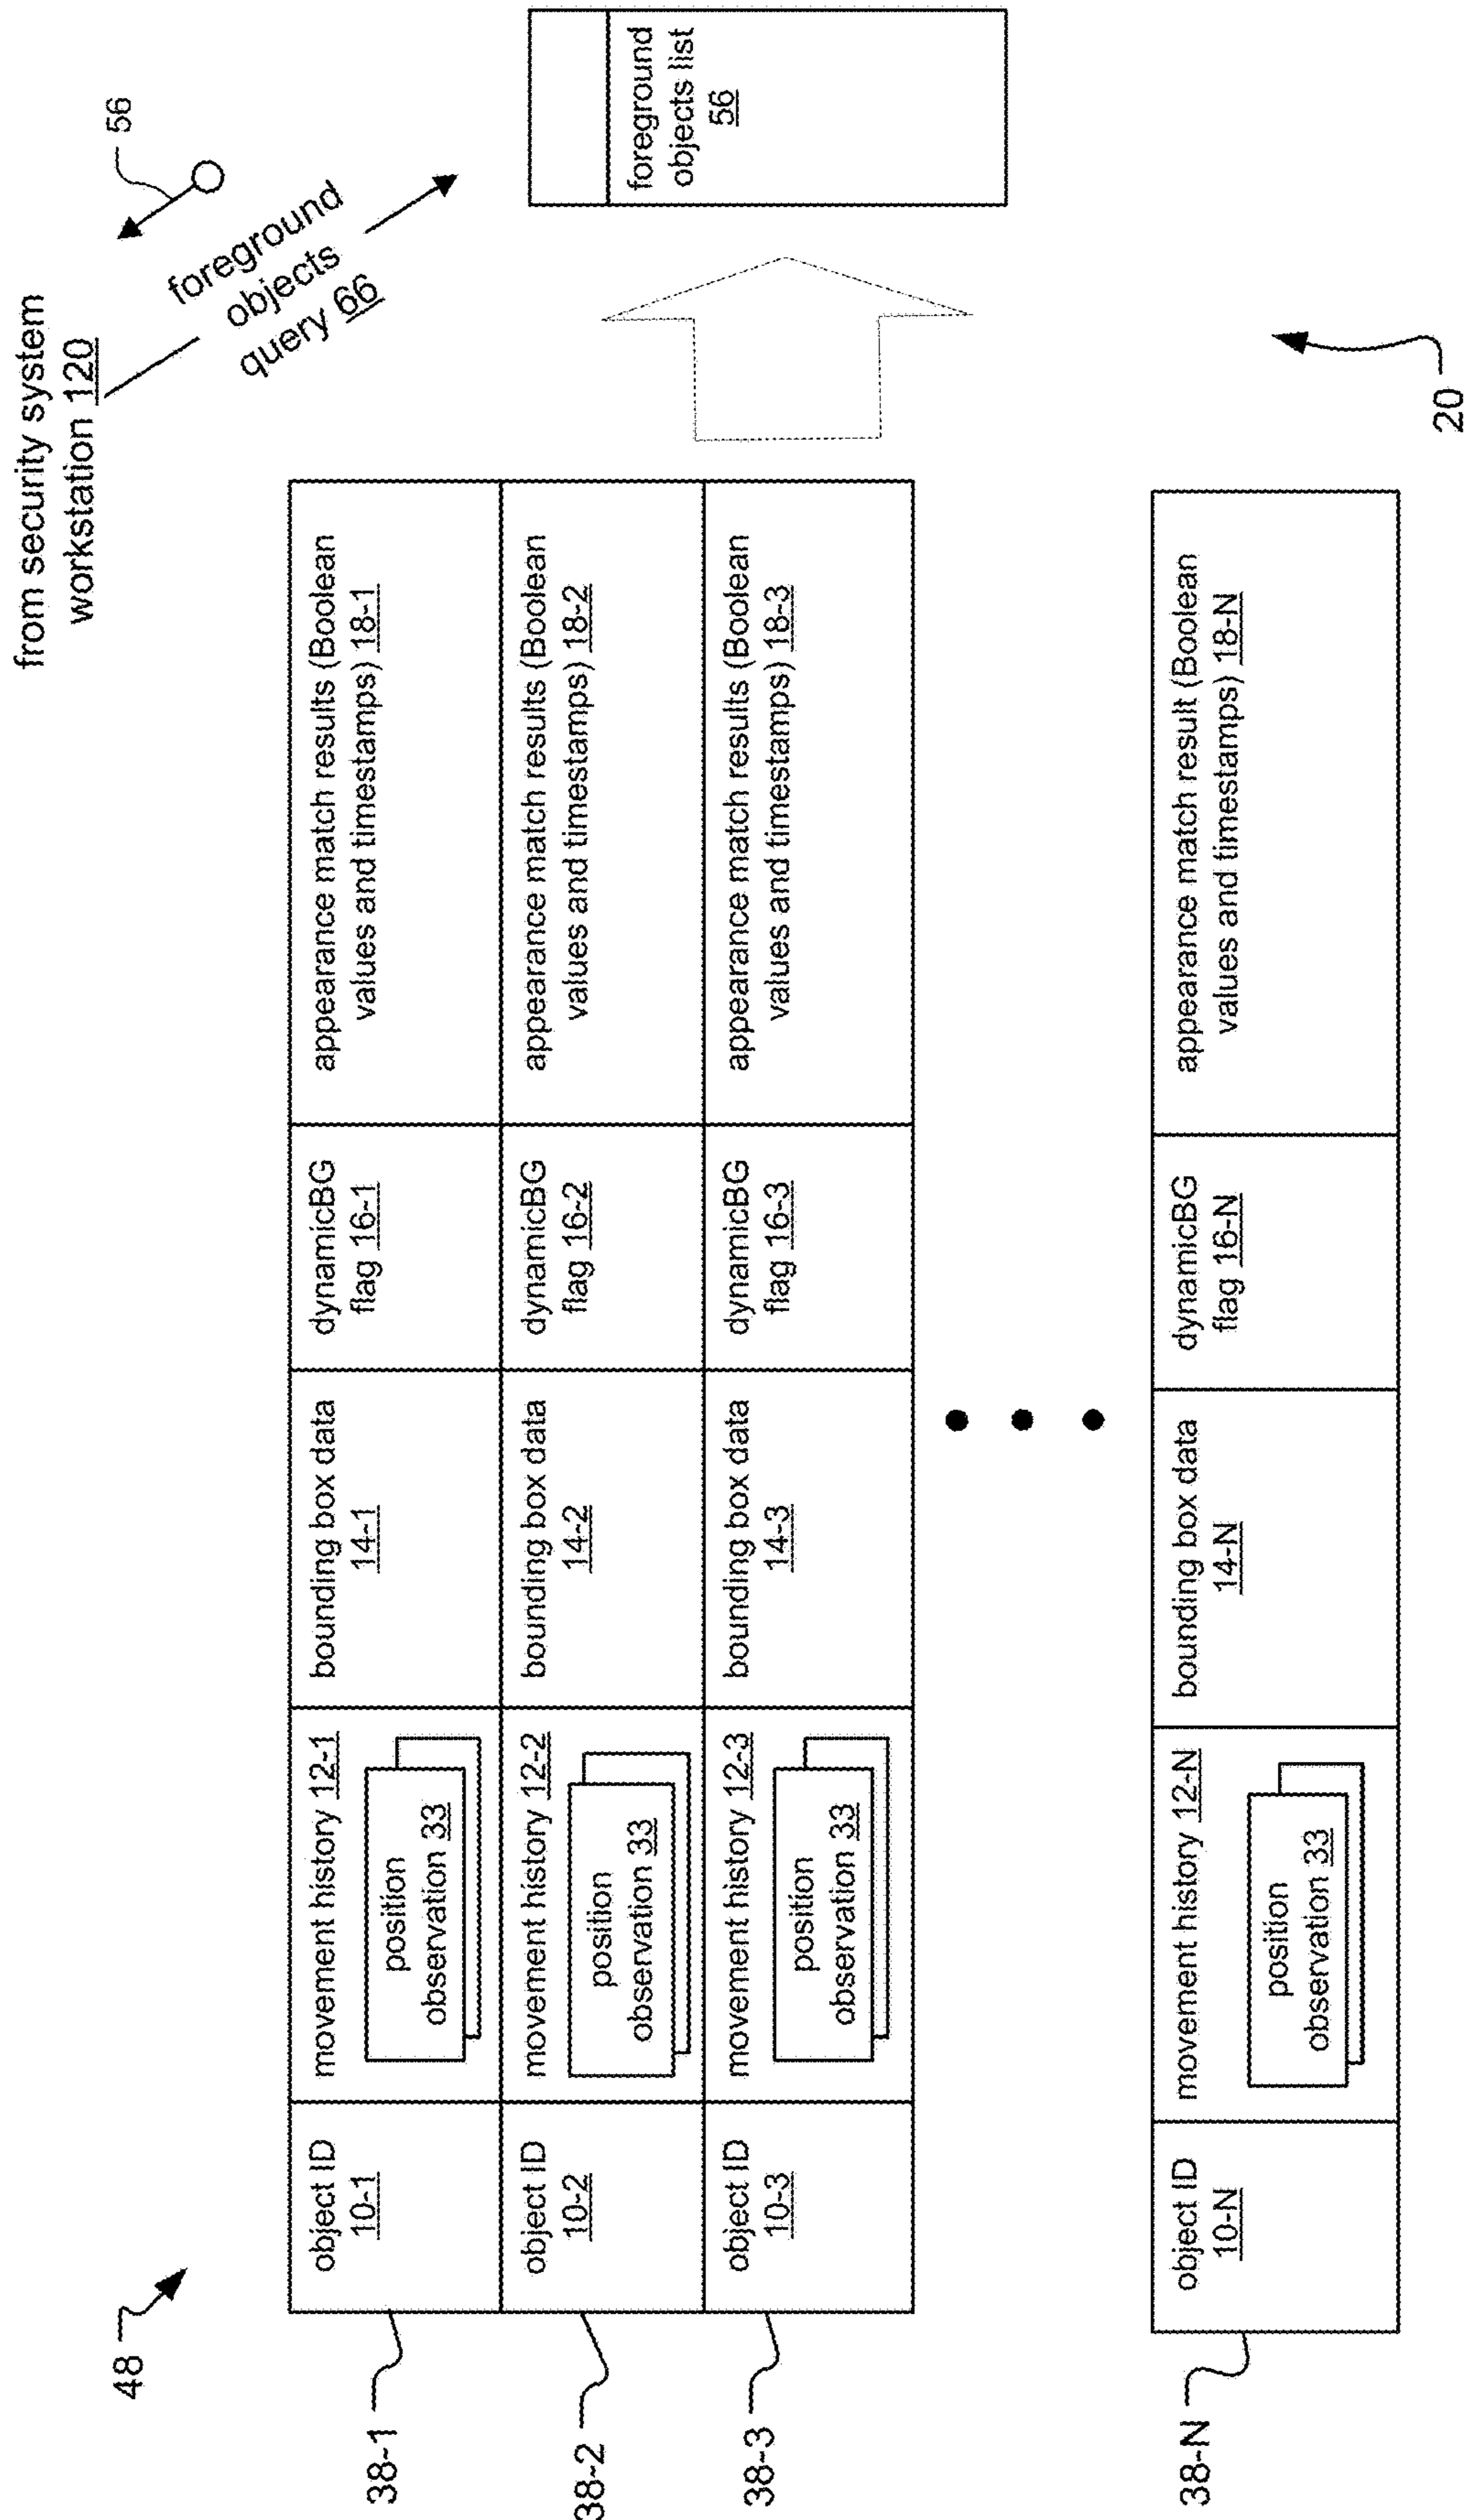 48
from security system
workstation 120
56
foreground
objects
query 66
38-1
object ID
10-1
movement history 12-1
position
observation 33
bounding box data
14-1
dynamicBG
flag 16-1
appearance match results (Boolean
values and timestamps) 18-1
38-2
object ID
10-2
movement history 12-2
position
observation 33
bounding box data
14-2
dynamicBG
flag 16-2
appearance match results (Boolean
values and timestamps) 18-2
38-3
object ID
10-3
movement history 12-3
position
observation 33
bounding box data
14-3
dynamicBG
flag 16-3
appearance match results (Boolean
values and timestamps) 18-3
foreground
objects list
56
38-N
object ID
10-N
movement history 12-N
position
observation 33
bounding box data
14-N
dynamicBG
flag 16-N
appearance match result (Boolean
values and timestamps) 18-N
20